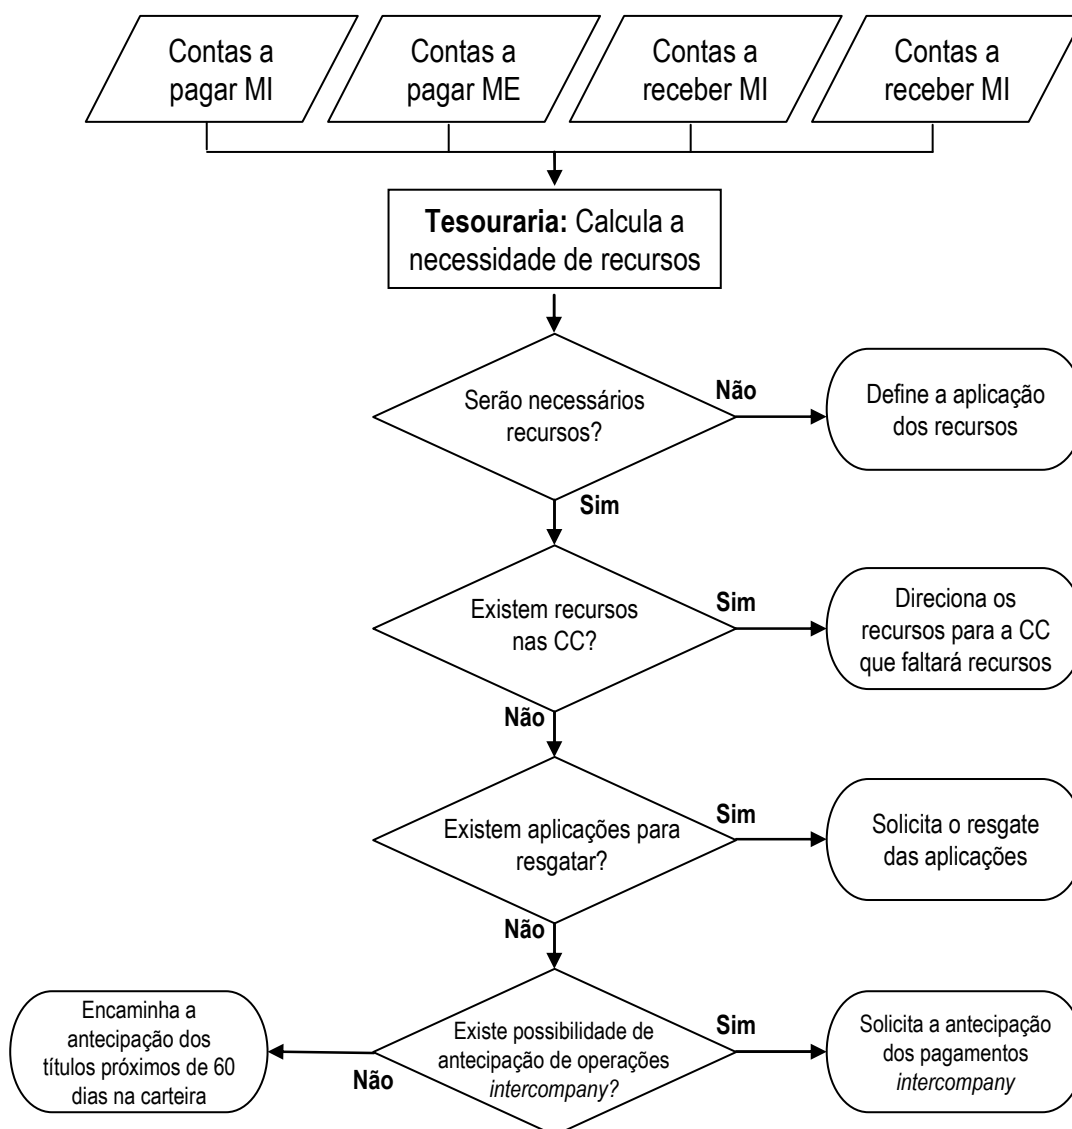 Contas a
pagar MI
Contas a
pagar ME
Contas a
receber MI
Contas a
receber MI
Tesouraria: Calcula a
necessidade de recursos
Serão necessários
recursos?
Não
Define a aplicação
dos recursos
Sim
Existem recursos
nas CC?
Sim
Direciona os
recursos para a CC
que faltará recursos
Não
Existem aplicações para
resgatar?
Sim
Solicita o resgate
das aplicações
Não
Encaminha a
antecipação dos
títulos próximos de 60
dias na carteira
Não
Existe possibilidade de
antecipação de operações
intercompany?
Sim
Solicita a antecipação
dos pagamentos
intercompany